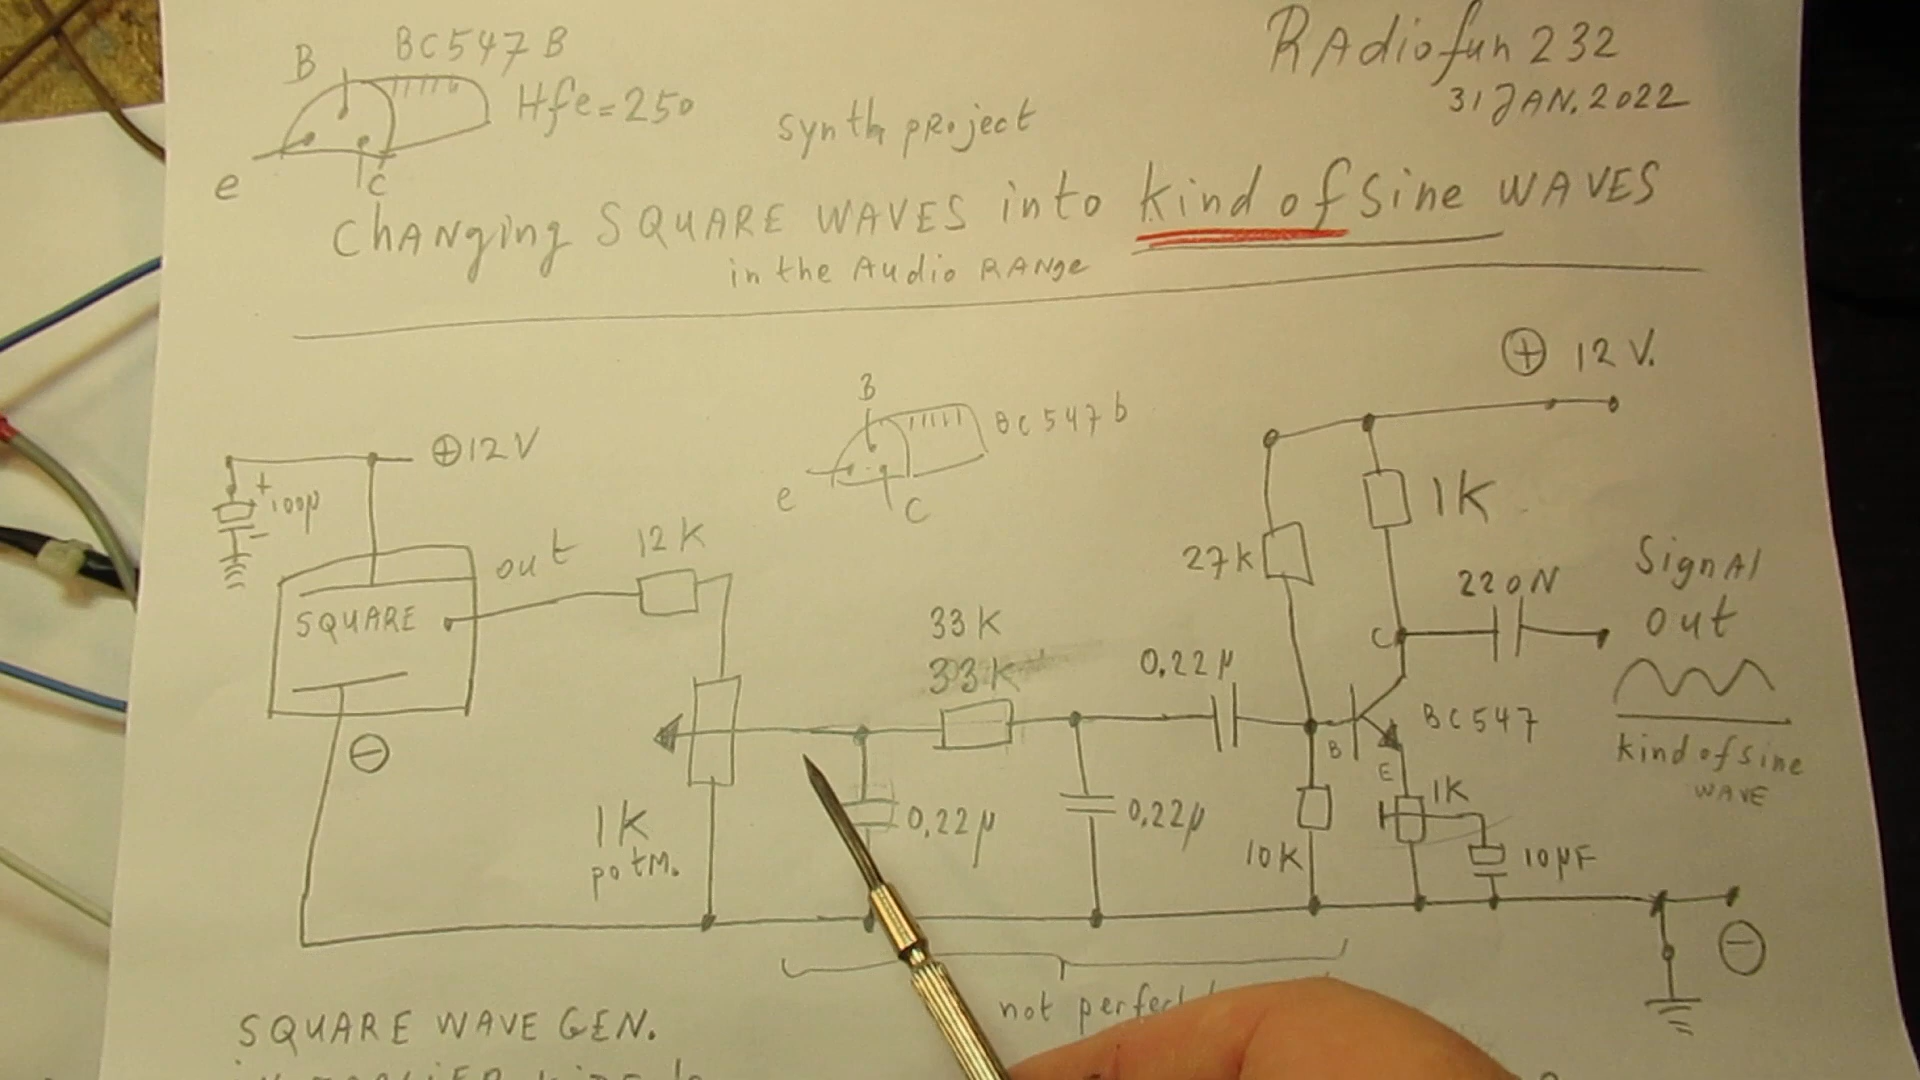 B
BC547B
Hfe=250
e
C
Radiofun 232
31 JAN. 2022
synth project
ChANging SQUARE WAVES into kind of Sine WAVES
in the Audio RANge
⊕ 12 V.
⊕12 V
+
100µ
-
B
BC547b
e
C
SQUARE
out
12K
⊖
1K
potm.
33K
33K
0,22µ
0,22µ
0.22µ
27K
1K
C
220N
Signal
out
B
E
BC547
kind of sine
WAVE
10K
1K
10µF
⊖
not perfect
SQUARE WAVE GEN.